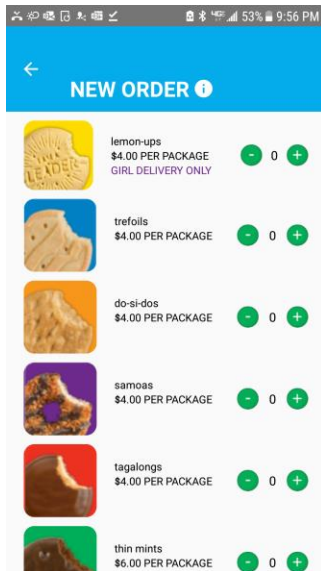 53% 9:56 PM
NEW ORDER
LEADER
lemon-ups
$4.00 PER PACKAGE
GIRL DELIVERY ONLY
- 0 +
trefoils
$4.00 PER PACKAGE
- 0 +
do-si-dos
$4.00 PER PACKAGE
- 0 +
samoas
$4.00 PER PACKAGE
- 0 +
tagalongs
$4.00 PER PACKAGE
- 0 +
thin mints
$6.00 PER PACKAGE
- 0 +